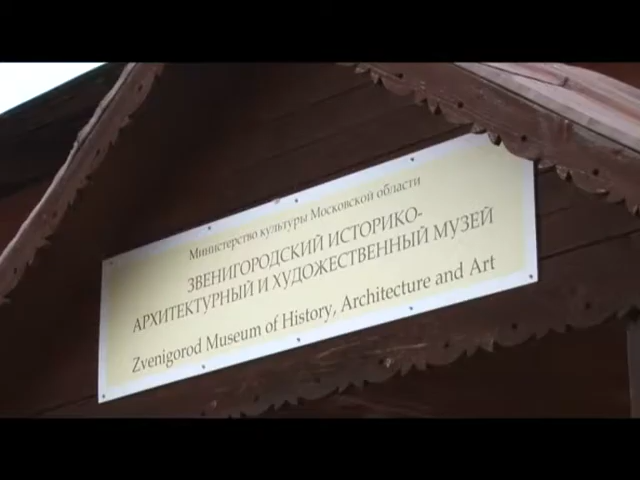 Министерство культуры Московской области
ЗВЕНИГОРОДСКИЙ ИСТОРИКО-
АРХИТЕКТУРНЫЙ И ХУДОЖЕСТВЕННЫЙ МУЗЕЙ
Zvenigorod Museum of History, Architecture and Art